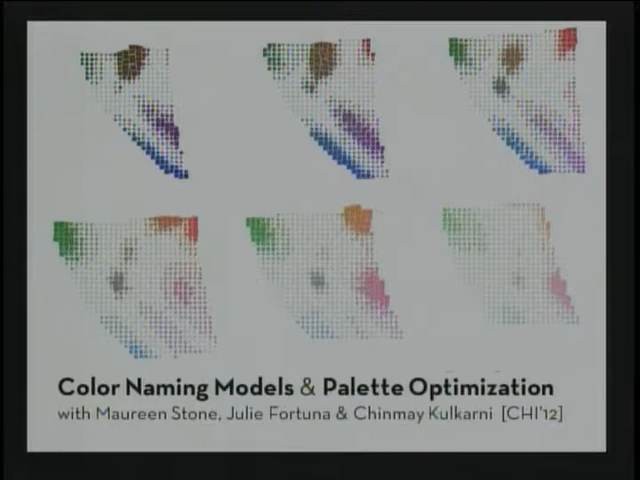 Color Naming Models & Palette Optimization
with Maureen Stone, Julie Fortuna & Chinmay Kulkarni [CHI'12]